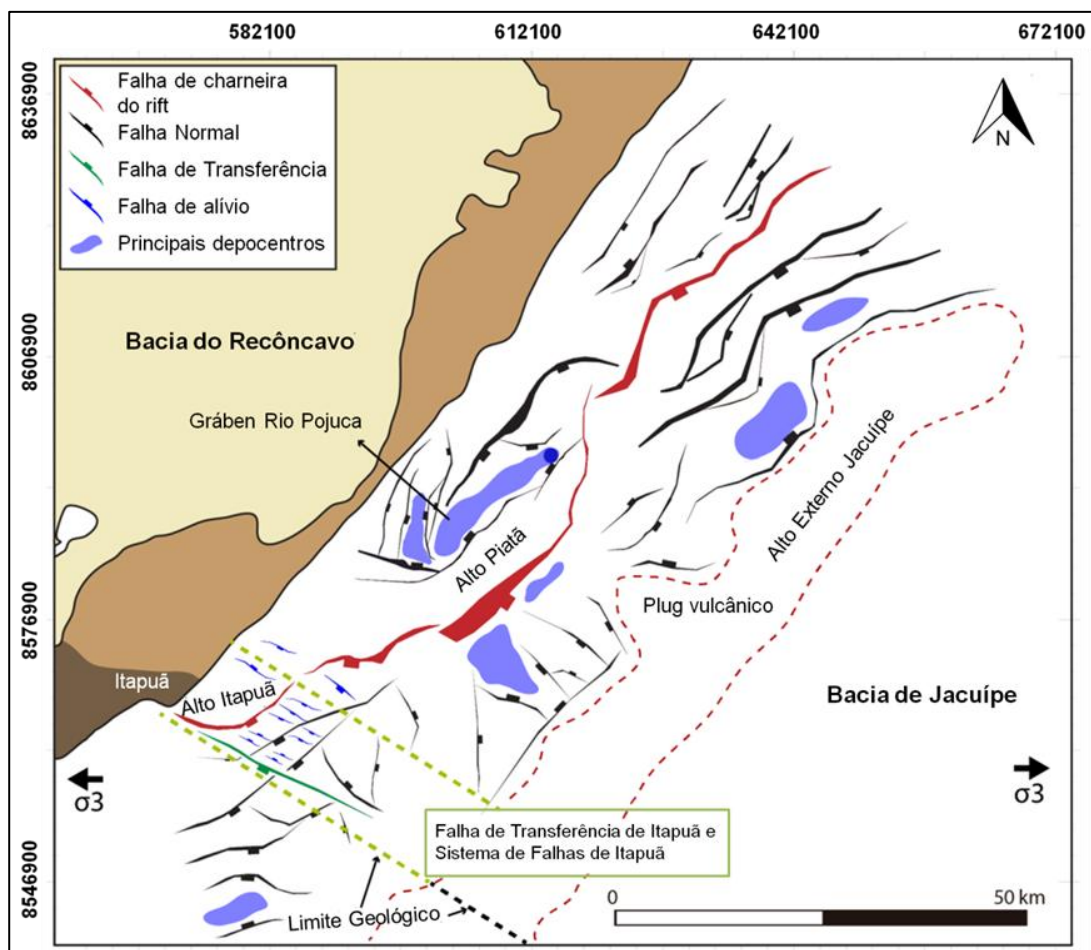 582100
612100
642100
672100
8636900
8606900
8576900
8546900
Falha de charneira
do rift
Falha Normal
Falha de Transferência
Falha de alívio
Principais depocentros
N
Bacia do Recôncavo
Gráben Rio Pojuca
Alto Piatã
Alto Externo Jacuípe
Plug vulcânico
Itapuã
Alto Itapuã
Bacia de Jacuípe
σ3
σ3
Falha de Transferência de Itapuã e
Sistema de Falhas de Itapuã
Limite Geológico
0
50 km